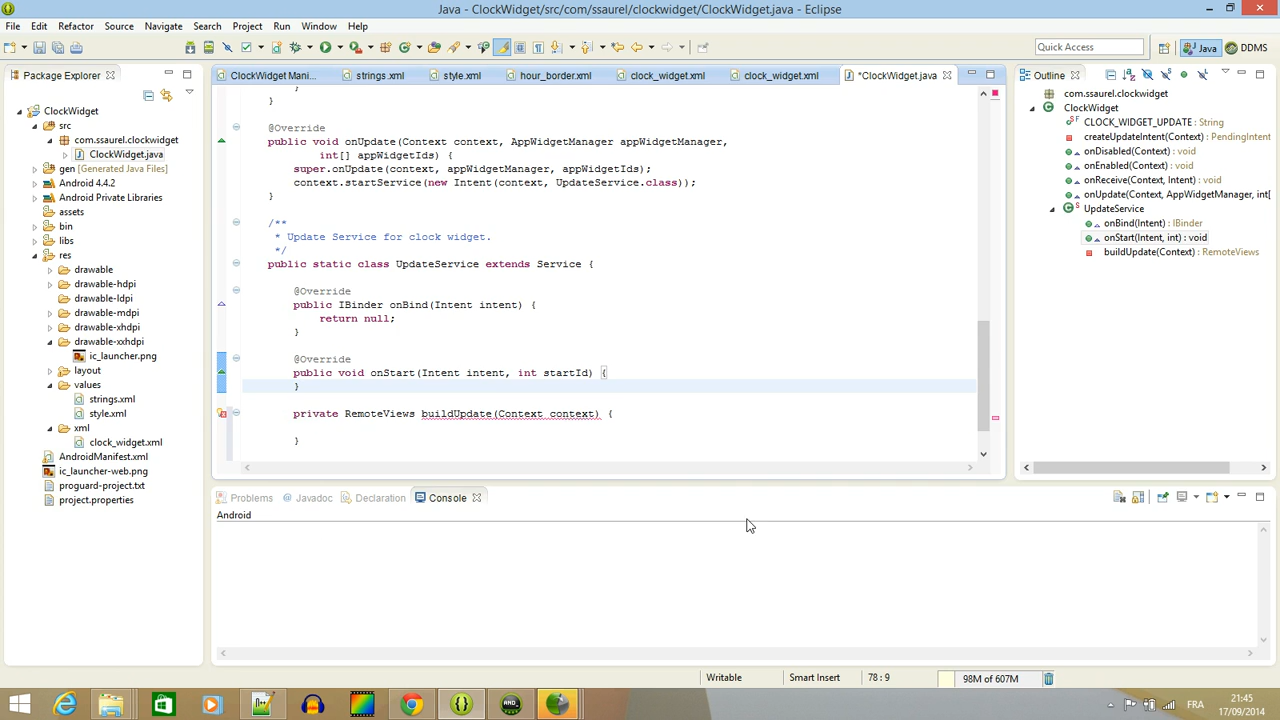 Java - ClockWidget/src/com/ssaurel/clockwidget/ClockWidget.java - Eclipse
File Edit Refactor Source Navigate Search Project Run Window Help
Quick Access
Java
DDMS
Package Explorer
ClockWidget
src
com.ssaurel.clockwidget
ClockWidget.java
gen [Generated Java Files]
Android 4.4.2
Android Private Libraries
assets
bin
libs
res
drawable
drawable-hdpi
drawable-ldpi
drawable-mdpi
drawable-xhdpi
drawable-xxhdpi
ic_launcher.png
layout
values
strings.xml
style.xml
xml
clock_widget.xml
AndroidManifest.xml
ic_launcher-web.png
proguard-project.txt
project.properties
ClockWidget Mani... strings.xml style.xml hour_border.xml clock_widget.xml clock_widget.xml *ClockWidget.java
}
}
@Override
public void onUpdate(Context context, AppWidgetManager appWidgetManager,
int[] appWidgetIds) {
super.onUpdate(context, appWidgetManager, appWidgetIds);
context.startService(new Intent(context, UpdateService.class));
}
/**
* Update Service for clock widget.
*/
public static class UpdateService extends Service {
@Override
public IBinder onBind(Intent intent) {
return null;
}
@Override
public void onStart(Intent intent, int startId) {
}
private RemoteViews buildUpdate(Context context) {
}
Outline
com.ssaurel.clockwidget
ClockWidget
CLOCK_WIDGET_UPDATE : String
createUpdateIntent(Context) : PendingIntent
onDisabled(Context) : void
onEnabled(Context) : void
onReceive(Context, Intent) : void
onUpdate(Context, AppWidgetManager, int[
UpdateService
onBind(Intent) : IBinder
onStart(Intent, int) : void
buildUpdate(Context) : RemoteViews
Problems Javadoc Declaration Console
Android
Writable Smart Insert 78 : 9 98M of 607M
FRA
21:45
17/09/2014